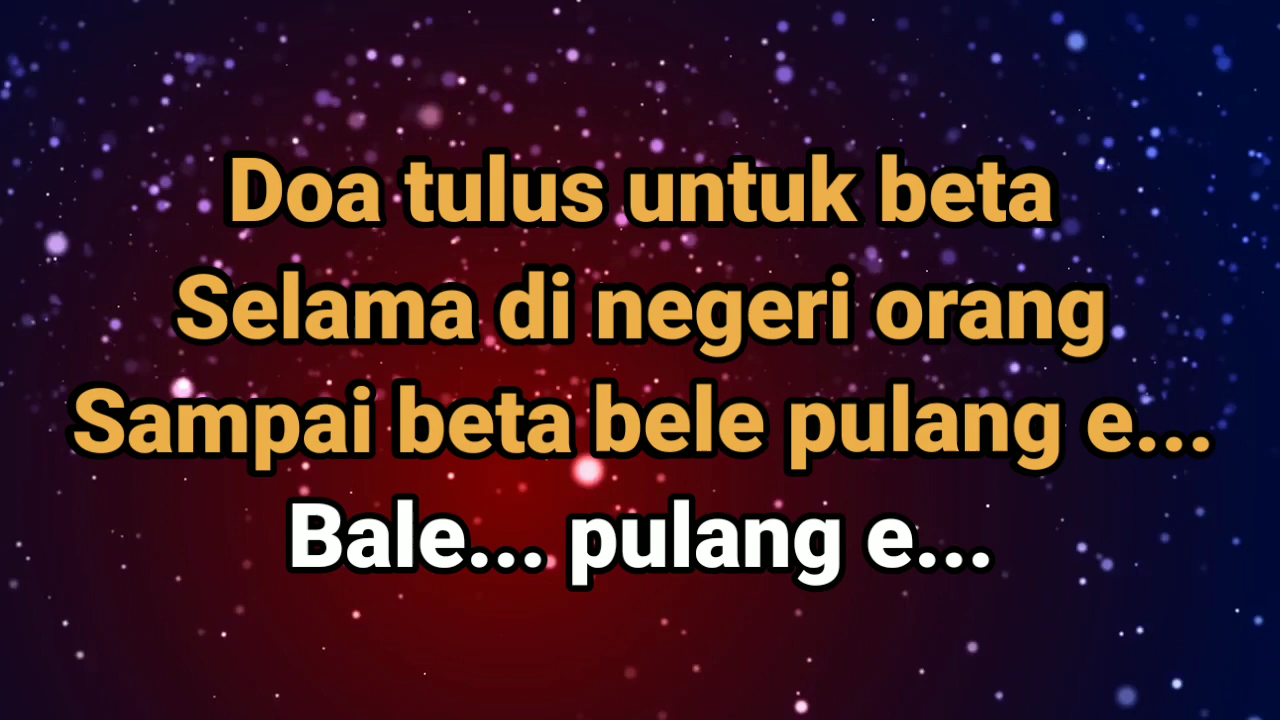 Doa tulus untuk beta
Selama di negeri orang
Sampai beta bele pulang e...
Bale... pulang e...